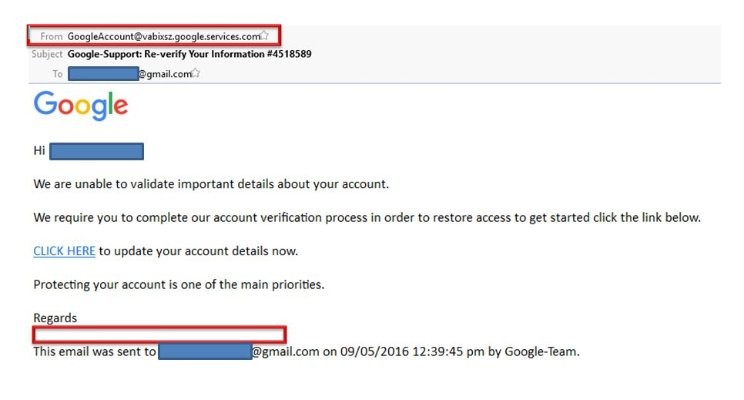 From GoogleAccount@vabixsz.google.services.com
Subject Google-Support: Re-verify Your Information #4518589
To @gmail.com
Google
Hi
We are unable to validate important details about your account.
We require you to complete our account verification process in order to restore access to get started click the link below.
CLICK HERE to update your account details now.
Protecting your account is one of the main priorities.
Regards
This email was sent to @gmail.com on 09/05/2016 12:39:45 pm by Google-Team.